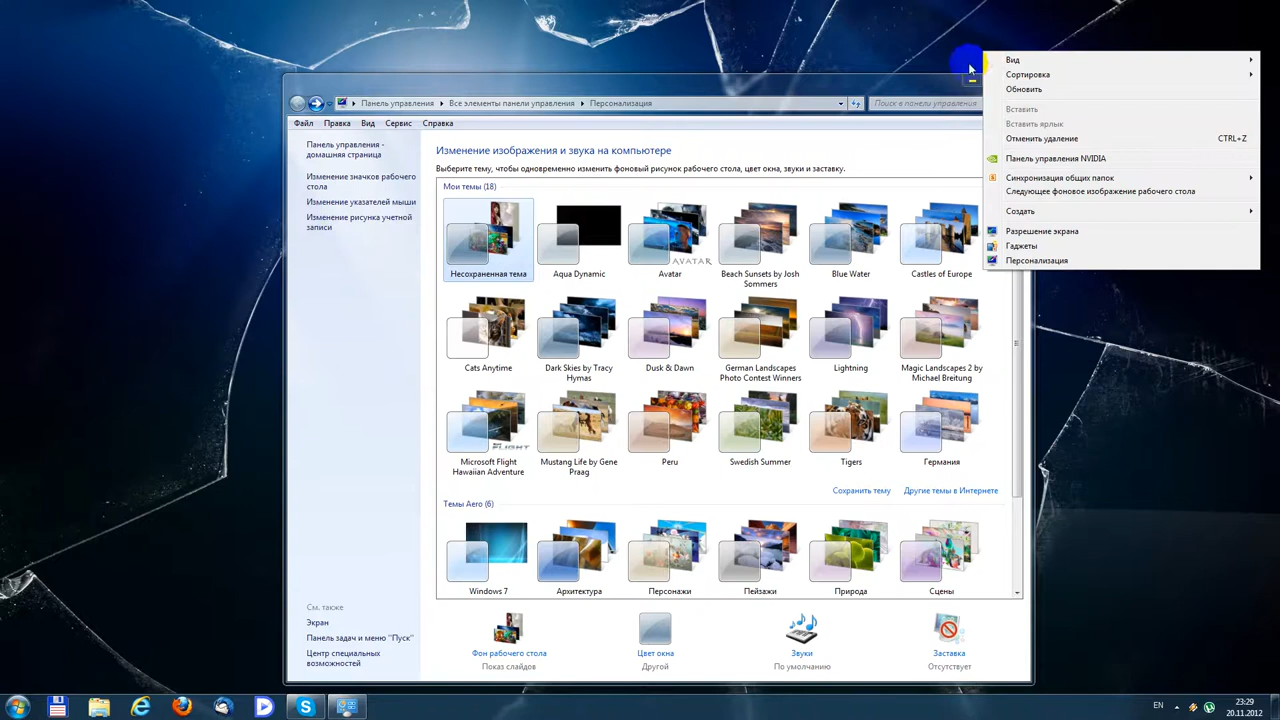 Панель управления
Все элементы панели управления
Персонализация
Поиск в панели управления
Файл
Правка
Вид
Сервис
Справка
Панель управления -
домашняя страница
Изменение значков рабочего
стола
Изменение указателей мыши
Изменение рисунка учетной
записи
См. также
Экран
Панель задач и меню "Пуск"
Центр специальных
возможностей
Изменение изображения и звука на компьютере
Выберите тему, чтобы одновременно изменить фоновый рисунок рабочего стола, цвет окна, звуки и заставку.
Мои темы (18)
Несохраненная тема
Aqua Dynamic
AVATAR
Avatar
Beach Sunsets by Josh
Sommers
Blue Water
Castles of Europe
Cats Anytime
Dark Skies by Tracy
Hymas
Dusk & Dawn
German Landscapes
Photo Contest Winners
Lightning
Magic Landscapes 2 by
Michael Breitung
FLIGHT
Microsoft Flight
Hawaiian Adventure
Mustang Life by Gene
Praag
Peru
Swedish Summer
Tigers
Германия
Сохранить тему
Другие темы в Интернете
Темы Aero (6)
Windows 7
Архитектура
Персонажи
Пейзажи
Природа
Сцены
Фон рабочего стола
Показ слайдов
Цвет окна
Другой
Звуки
По умолчанию
Заставка
Отсутствует
Вид
Сортировка
Обновить
Вставить
Вставить ярлык
Отменить удаление CTRL+Z
Панель управления NVIDIA
Синхронизация общих папок
Следующее фоновое изображение рабочего стола
Создать
Разрешение экрана
Гаджеты
Персонализация
EN
23:29
20.11.2012